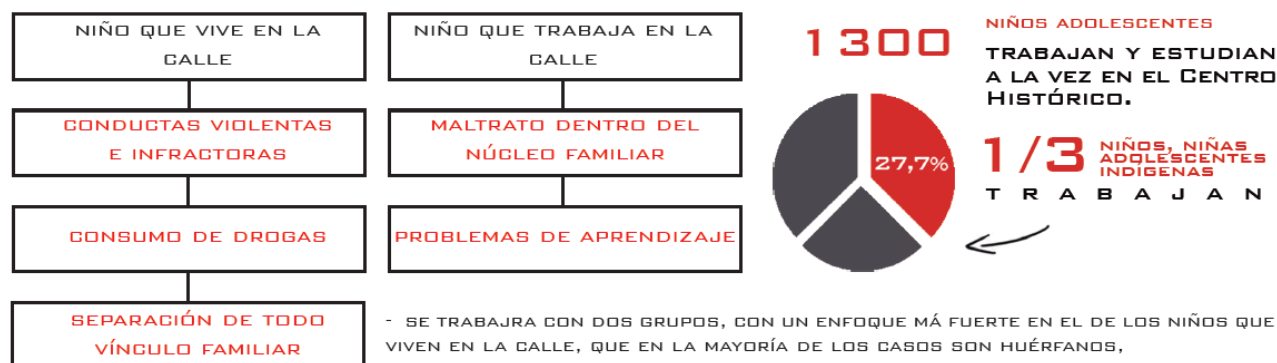 NIÑO QUE VIVE EN LA
CALLE
CONDUCTAS VIOLENTAS
E INFRACTORAS
CONSUMO DE DROGAS
SEPARACIÓN DE TODO
VÍNCULO FAMILIAR
NIÑO QUE TRABAJA EN LA
CALLE
MALTRATO DENTRO DEL
NÚCLEO FAMILIAR
PROBLEMAS DE APRENDIZAJE
1300
NIÑOS ADOLESCENTES
TRABAJAN Y ESTUDIAN
A LA VEZ EN EL CENTRO
HISTÓRICO.
27,7%
1/3
NIÑOS, NIÑAS
ADOLESCENTES
INDÍGENAS
TRABAJAN
- SE TRABAJRA CON DOS GRUPOS, CON UN ENFOQUE MÁ FUERTE EN EL DE LOS NIÑOS QUE
VIVEN EN LA CALLE, QUE EN LA MAYORÍA DE LOS CASOS SON HUÉRFANOS,